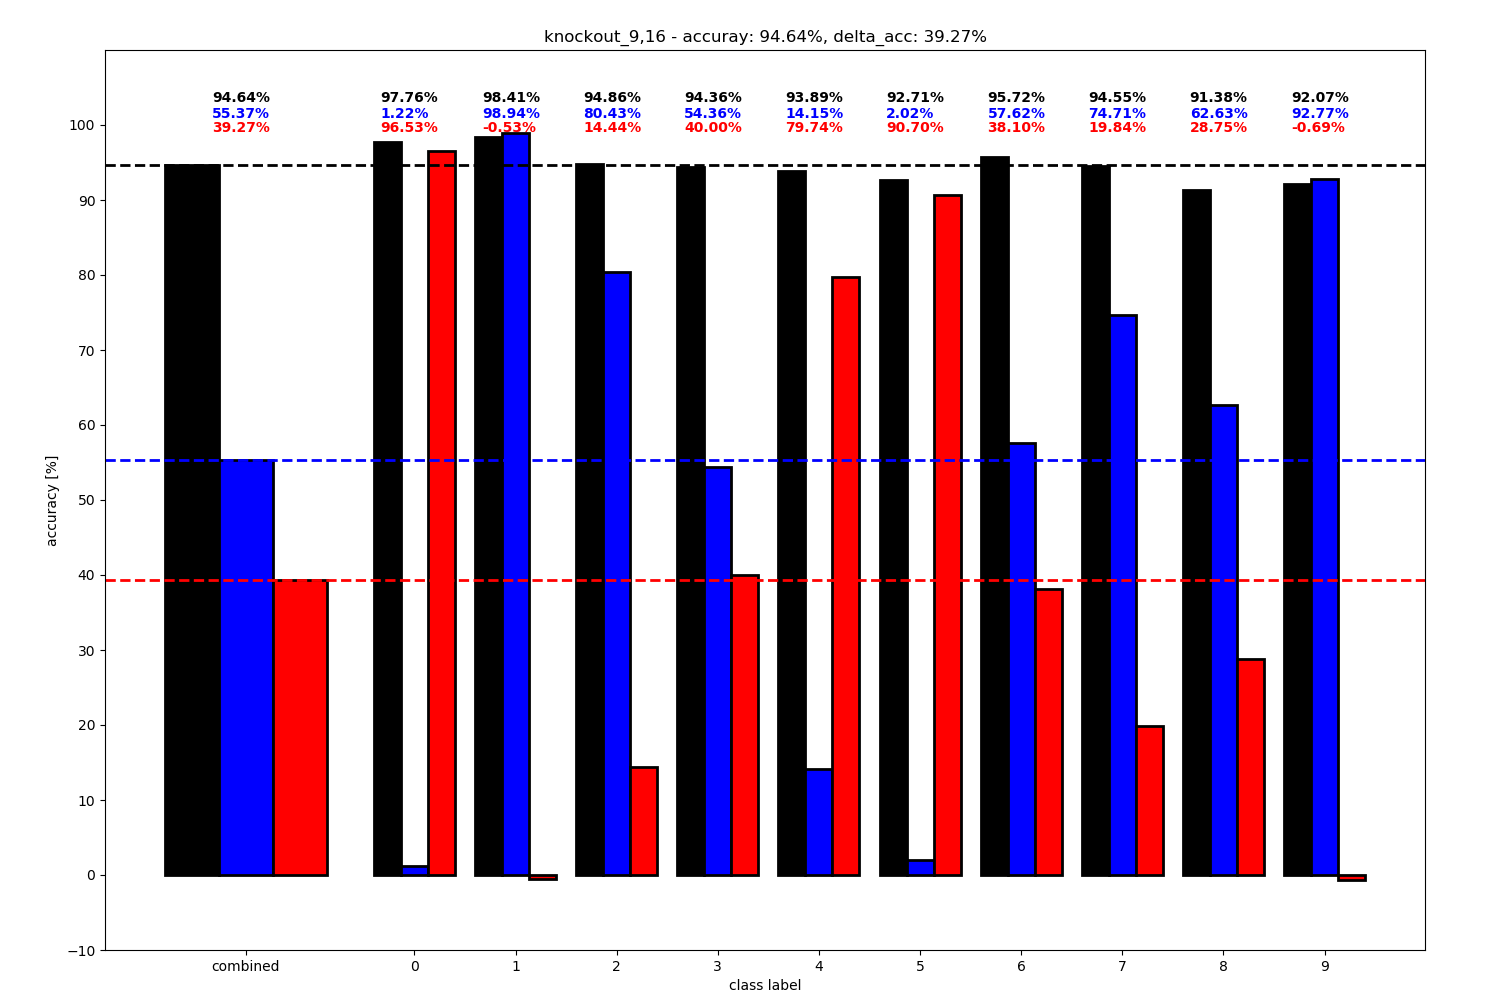 knockout_9,16 - accuray: 94.64%, delta_acc: 39.27%
94.64% 97.76% 98.41% 94.86% 94.36% 93.89% 92.71% 95.72% 94.55% 91.38% 92.07%
55.37% 1.22% 98.94% 80.43% 54.36% 14.15% 2.02% 57.62% 74.71% 62.63% 92.77%
39.27% 96.53% -0.53% 14.44% 40.00% 79.74% 90.70% 38.10% 19.84% 28.75% -0.69%
100
90
80
70
60
50
40
30
20
10
0
−10
accuracy [%]
combined 0 1 2 3 4 5 6 7 8 9
class label